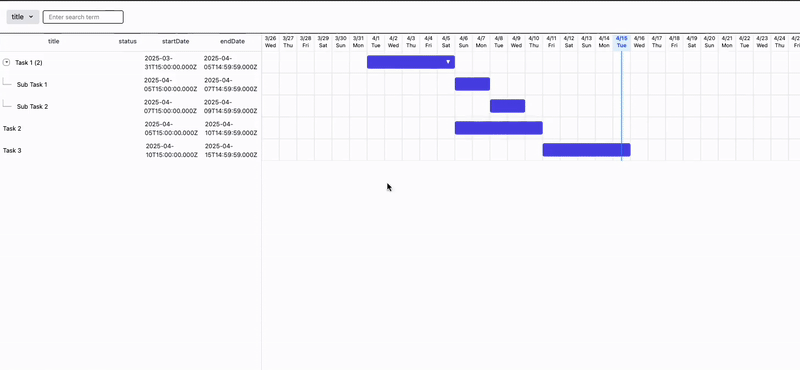 title
Enter search term
title status startDate endDate
3/26 3/27 3/28 3/29 3/30 3/31 4/1 4/2 4/3 4/4 4/5 4/6 4/7 4/8 4/9 4/10 4/11 4/12 4/13 4/14 4/15 4/16 4/17 4/18 4/19 4/20 4/21 4/22 4/23 4/24
Wed Thu Fri Sat Sun Mon Tue Wed Thu Fri Sat Sun Mon Tue Wed Thu Fri Sat Sun Mon Tue Wed Thu Fri Sat Sun Mon Tue Wed Thu
Task 1 (2)
2025-03-31T15:00:00.000Z
2025-04-05T14:59:59.000Z
Sub Task 1
2025-04-05T15:00:00.000Z
2025-04-07T14:59:59.000Z
Sub Task 2
2025-04-07T15:00:00.000Z
2025-04-09T14:59:59.000Z
Task 2
2025-04-05T15:00:00.000Z
2025-04-10T14:59:59.000Z
Task 3
2025-04-10T15:00:00.000Z
2025-04-15T14:59:59.000Z